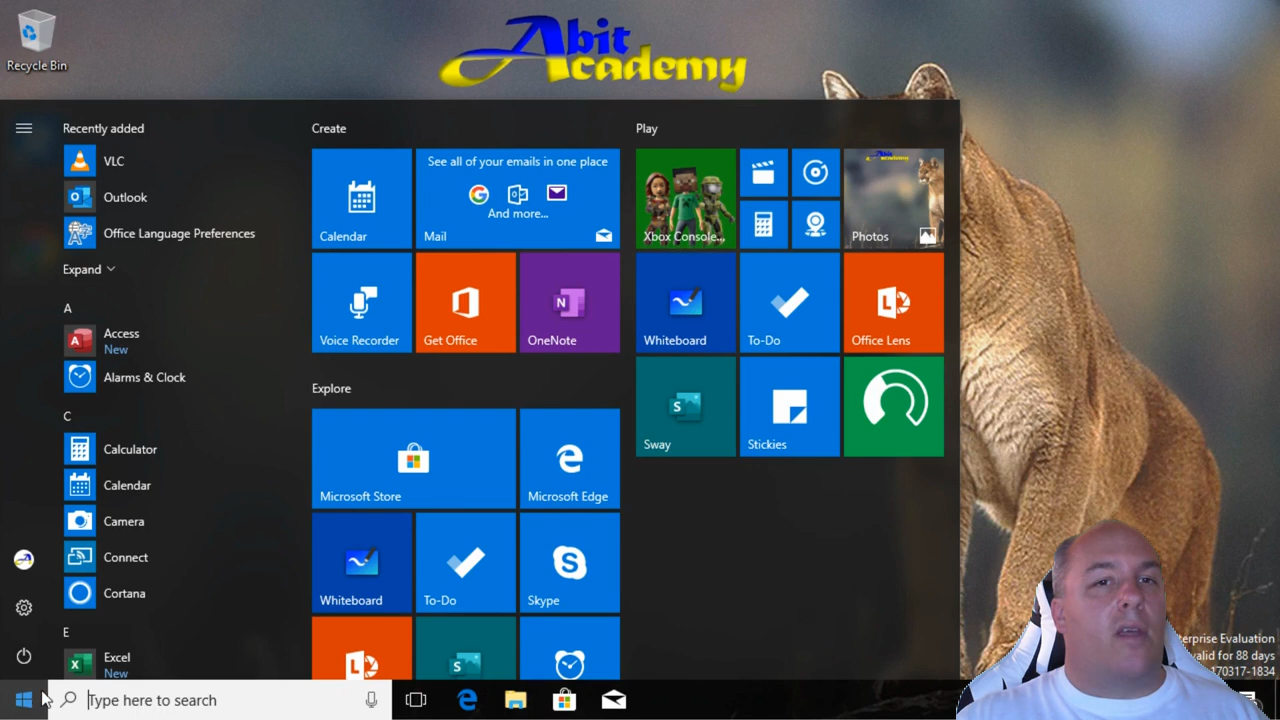 Recycle Bin
Abit
Academy
Recently added
VLC
Outlook
Office Language Preferences
Expand
A
Access
New
Alarms & Clock
C
Calculator
Calendar
Camera
Connect
Cortana
E
Excel
New
Create
Calendar
See all of your emails in one place
And more...
Mail
Voice Recorder
Get Office
OneNote
Explore
Microsoft Store
Microsoft Edge
Whiteboard
To-Do
Skype
Play
Xbox Console...
Photos
Whiteboard
To-Do
Office Lens
Sway
Stickies
Type here to search
Evaluation
valid for 88 days
170317-1834